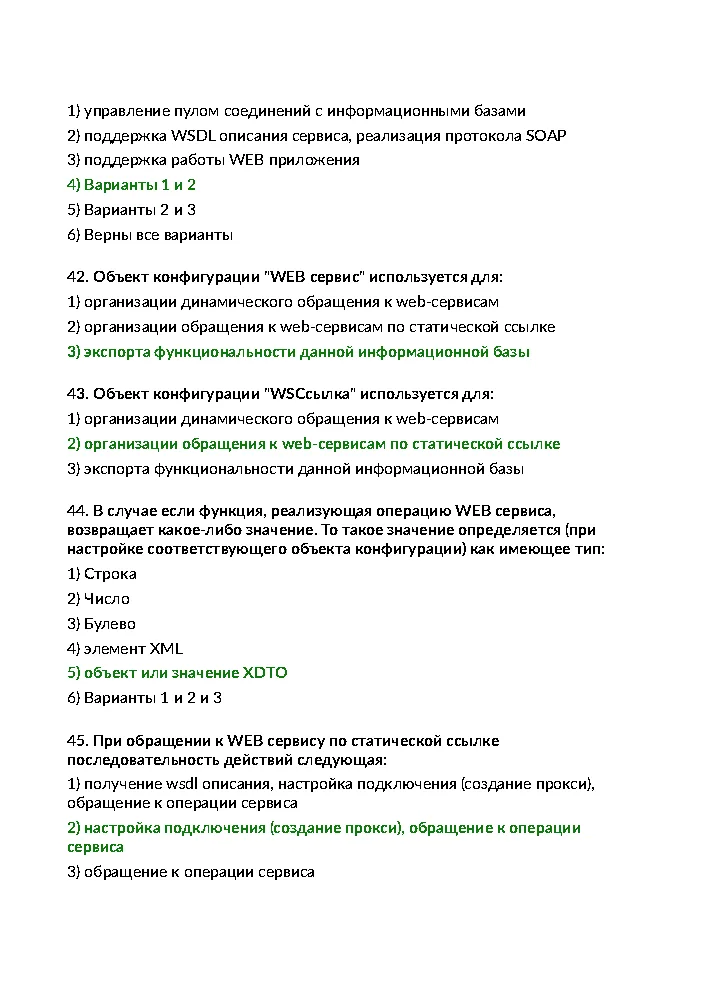 1) управление пулом соединений с информационными базами
2) поддержка WSDL описания сервиса, реализация протокола SOAP
3) поддержка работы WEB приложения
4) Варианты 1 и 2
5) Варианты 2 и 3
6) Верны все варианты
42. Объект конфигурации "WEB сервис" используется для:
1) организации динамического обращения к web-сервисам
2) организации обращения к web-сервисам по статической ссылке
3) экспорта функциональности данной информационной базы
43. Объект конфигурации "WSСсылка" используется для:
1) организации динамического обращения к web-сервисам
2) организации обращения к web-сервисам по статической ссылке
3) экспорта функциональности данной информационной базы
44. В случае если функция, реализующая операцию WEB сервиса,
возвращает какое-либо значение. То такое значение определяется (при
настройке соответствующего объекта конфигурации) как имеющее тип:
1) Строка
2) Число
3) Булево
4) элемент XML
5) объект или значение XDTO
6) Варианты 1 и 2 и 3
45. При обращении к WEB сервису по статической ссылке
последовательность действий следующая:
1) получение wsdl описания, настройка подключения (создание прокси),
обращение к операции сервиса
2) настройка подключения (создание прокси), обращение к операции
сервиса
3) обращение к операции сервиса